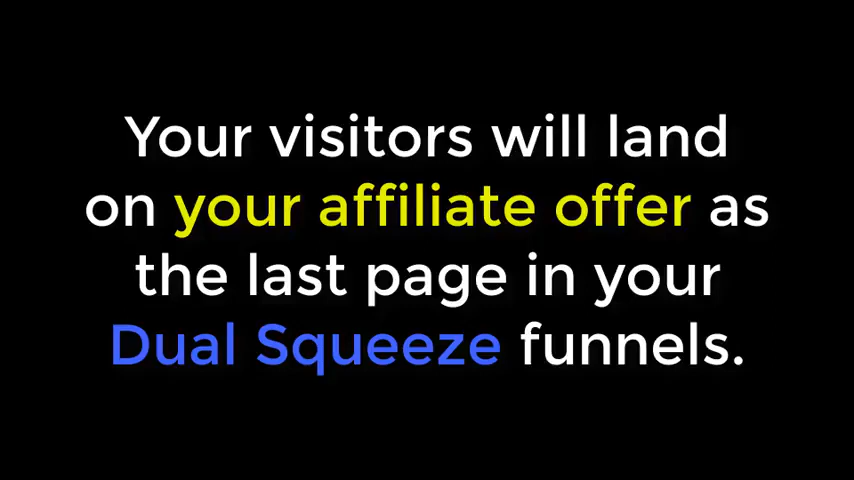 Your visitors will land
on your affiliate offer as
the last page in your
Dual Squeeze funnels.